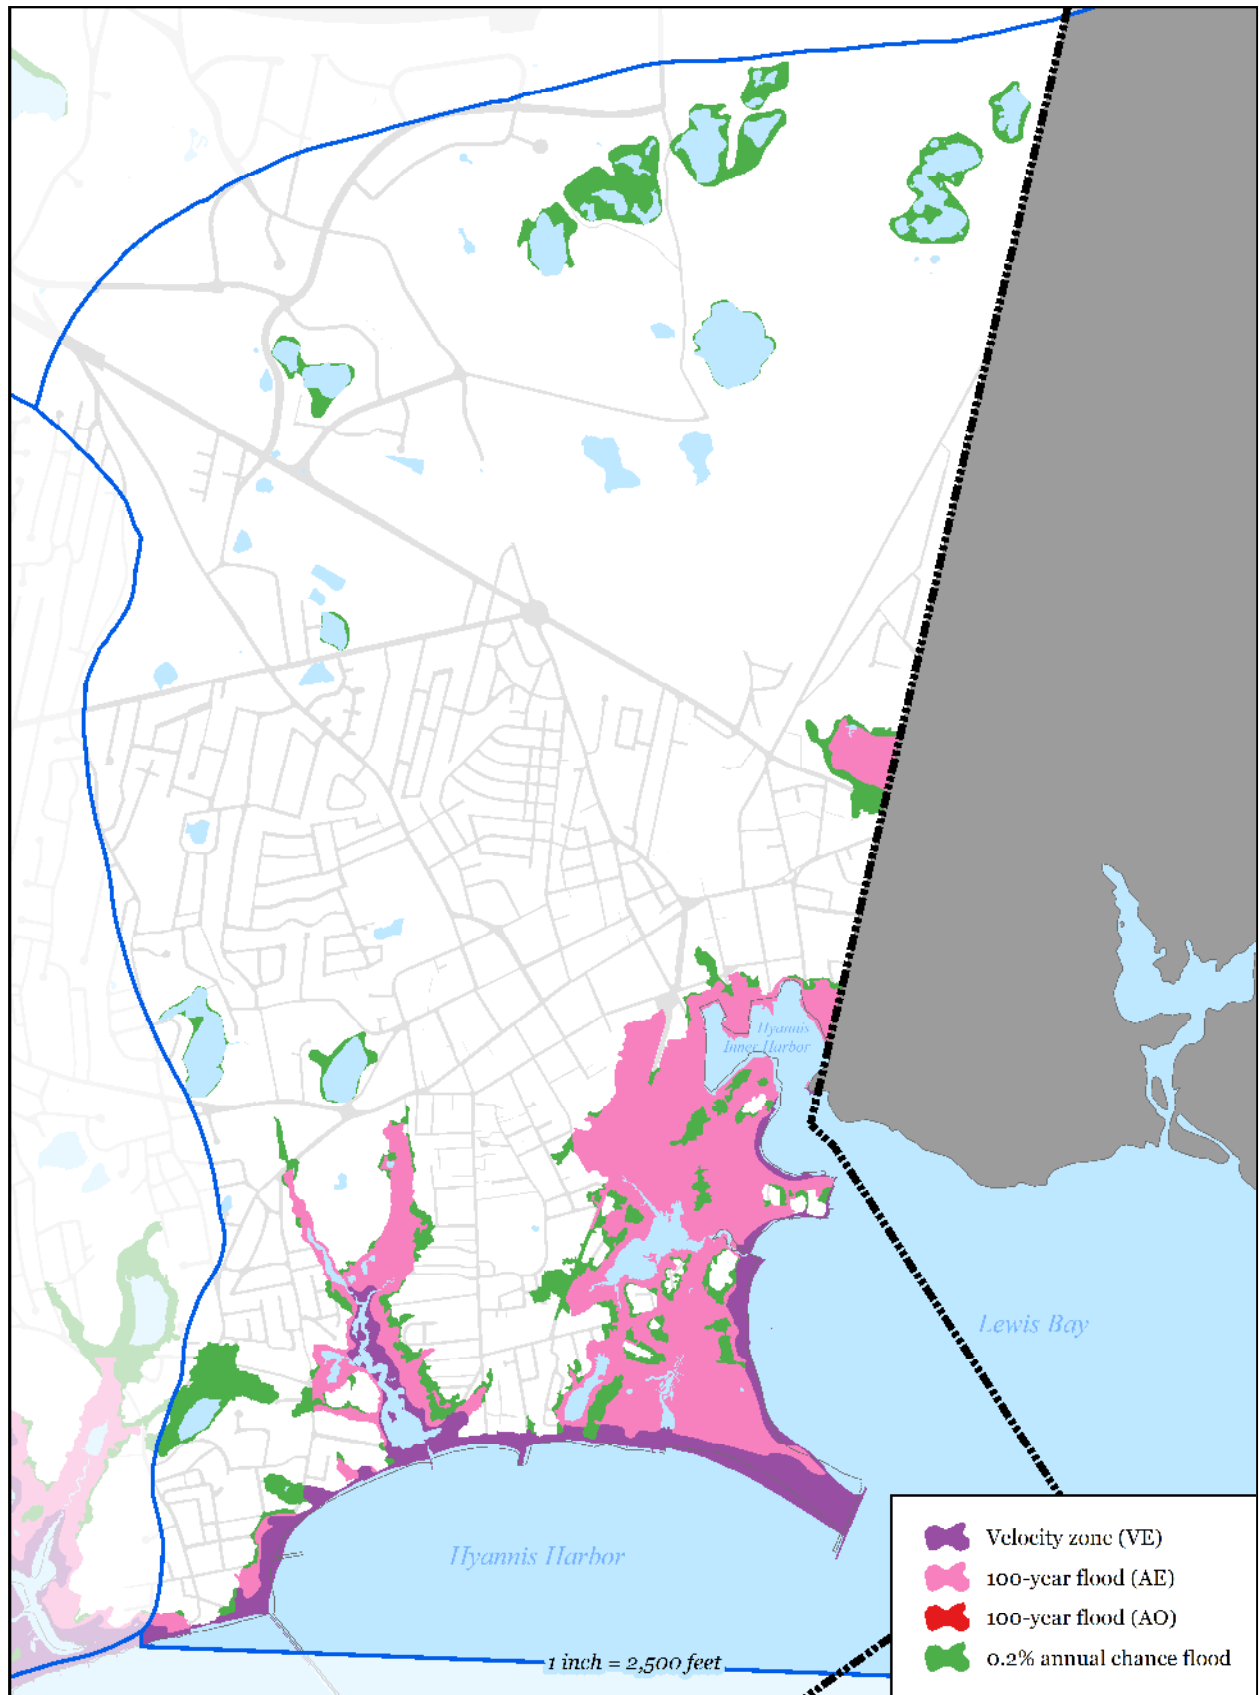 Hyannis
Inner Harbor
Lewis Bay
Hyannis Harbor
1 inch = 2,500 feet
Velocity zone (VE)
100-year flood (AE)
100-year flood (AO)
0.2% annual chance flood